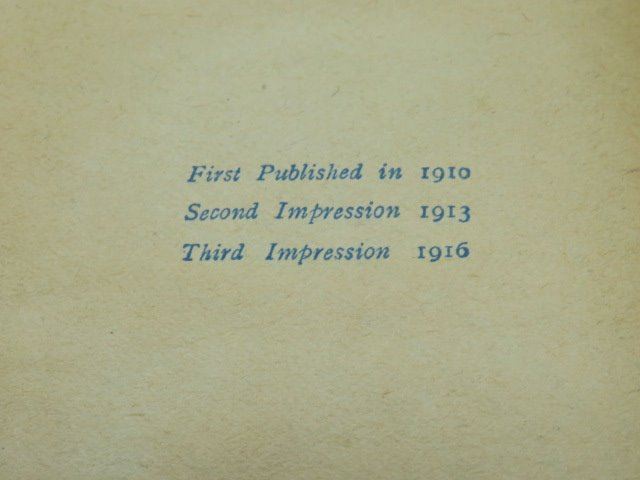 First Published in 1910
Second Impression 1913
Third Impression 1916